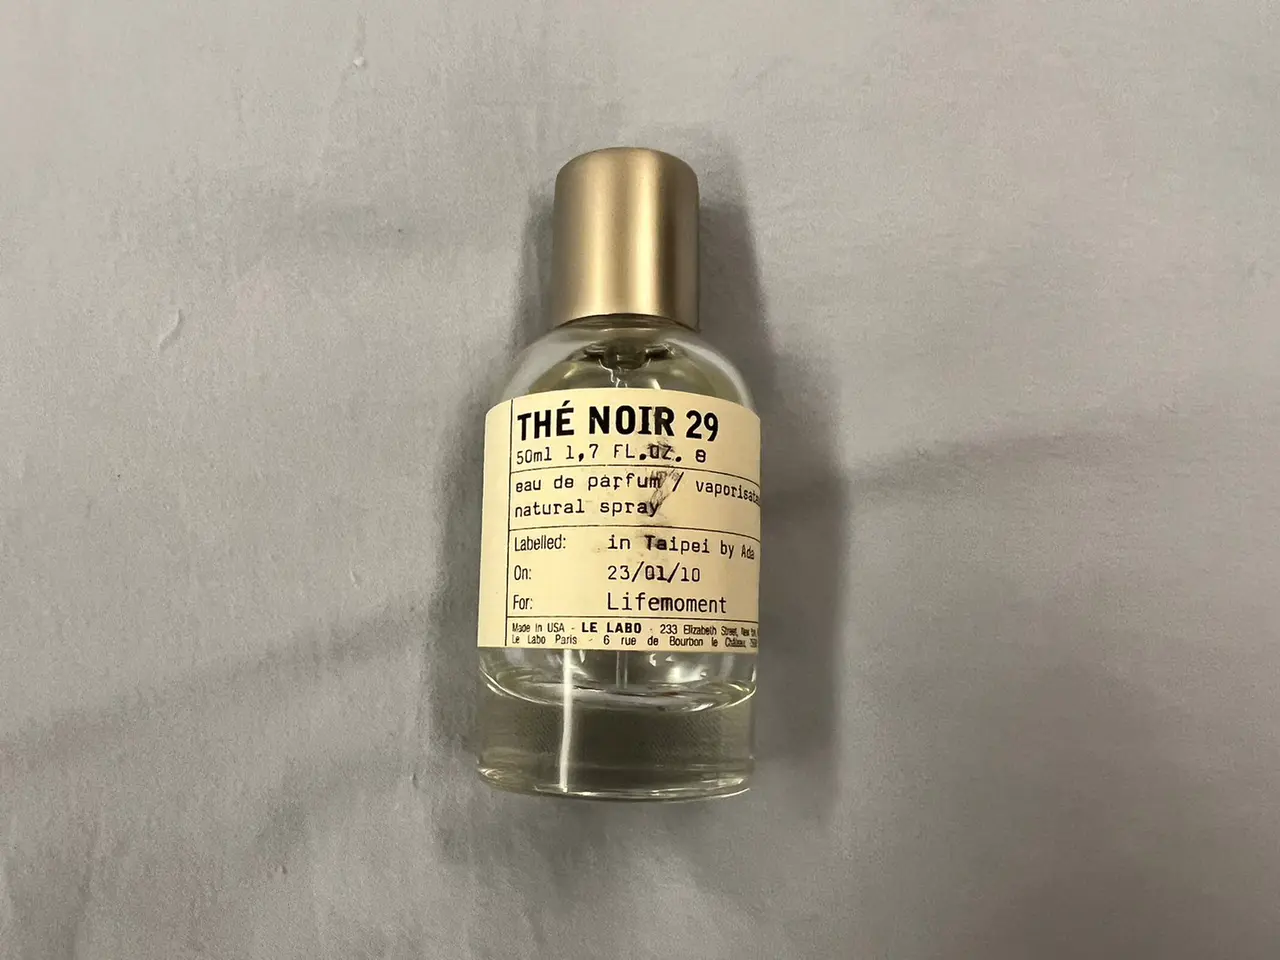 THÉ NOIR 29
50ml 1,7 FL.OZ. e
eau de parfum / vaporisate
natural spray
Labelled: in Taipei by Ada
On: 23/01/10
For: Lifemoment
Made in USA - LE LABO - 233 Elizabeth Street, New
Le Labo Paris - 6 rue de Bourbon le Château,